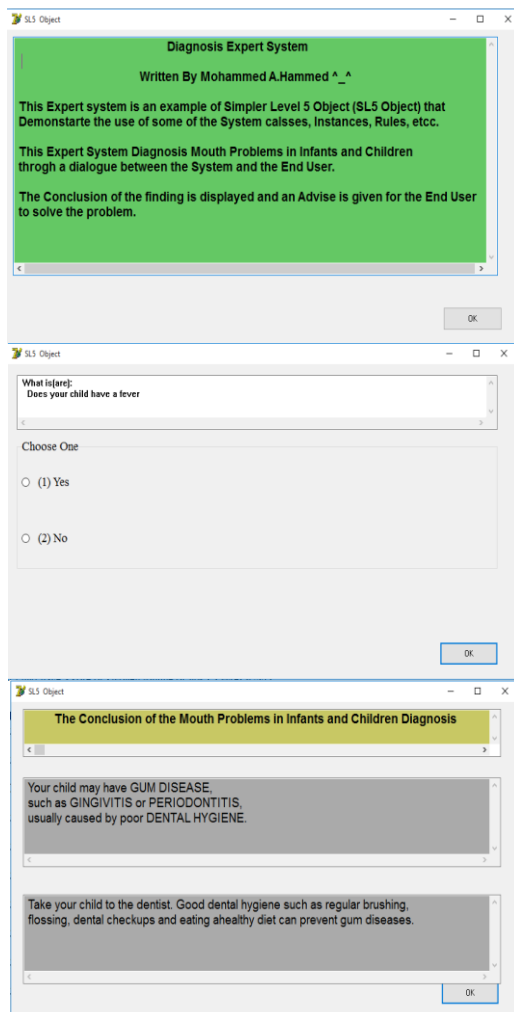 SL5 Object
Diagnosis Expert System
Written By Mohammed A.Hammed ^_^
This Expert system is an example of Simpler Level 5 Object (SL5 Object) that
Demonstarte the use of some of the System calsses, Instances, Rules, etcc.
This Expert System Diagnosis Mouth Problems in Infants and Children
throgh a dialogue between the System and the End User.
The Conclusion of the finding is displayed and an Advise is given for the End User
to solve the problem.
OK
SL5 Object
What is(are):
Does your child have a fever
Choose One
(1) Yes
(2) No
OK
SL5 Object
The Conclusion of the Mouth Problems in Infants and Children Diagnosis
Your child may have GUM DISEASE,
such as GINGIVITIS or PERIODONTITIS,
usually caused by poor DENTAL HYGIENE.
Take your child to the dentist. Good dental hygiene such as regular brushing,
flossing, dental checkups and eating ahealthy diet can prevent gum diseases.
OK